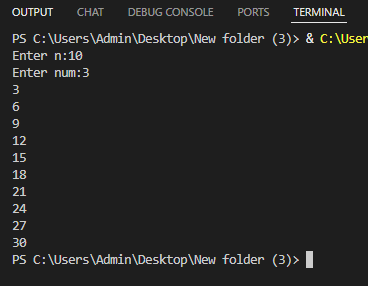 OUTPUT CHAT DEBUG CONSOLE PORTS TERMINAL
PS C:\Users\Admin\Desktop\New folder (3)> & C:\User
Enter n:10
Enter num:3
3
6
9
12
15
18
21
24
27
30
PS C:\Users\Admin\Desktop\New folder (3)>